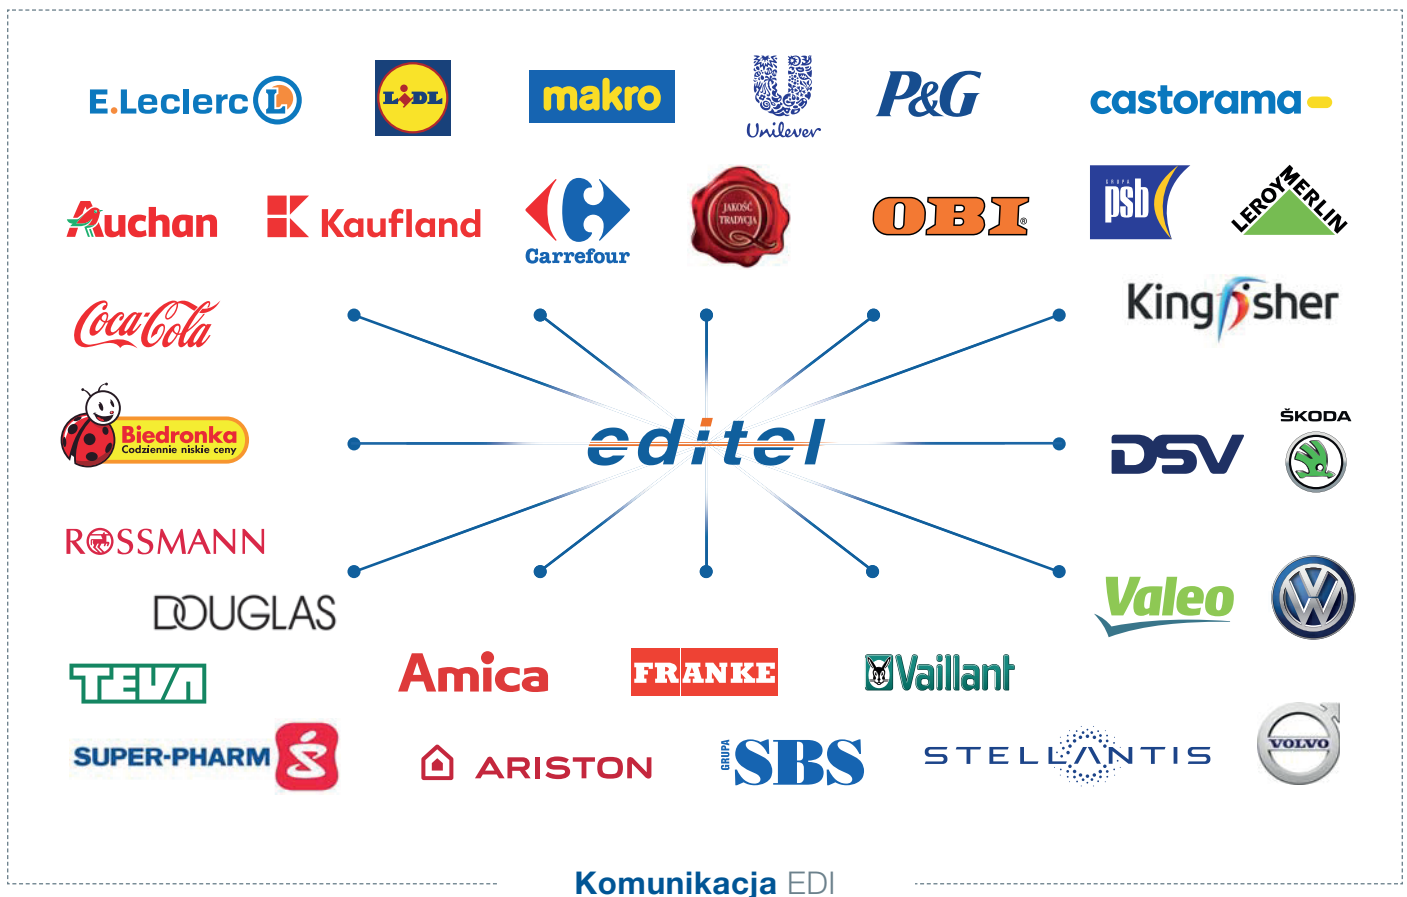 E.Leclerc L
LIDL
makro
Unilever
P&G
castorama
Auchan
Kaufland
Carrefour
JAKOŚĆ
TRADYCJA
OBI
®
GRUPA
psb
LEROY MERLIN
Coca-Cola
Kingfisher
Biedronka
Codziennie niskie ceny
editel
DSV
ŠKODA
ROSSMANN
DOUGLAS
Valeo
VW
TEVA
Amica
FRANKE
Vaillant
SUPER-PHARM
ARISTON
GRUPA
SBS
STELLANTIS
VOLVO
Komunikacja EDI